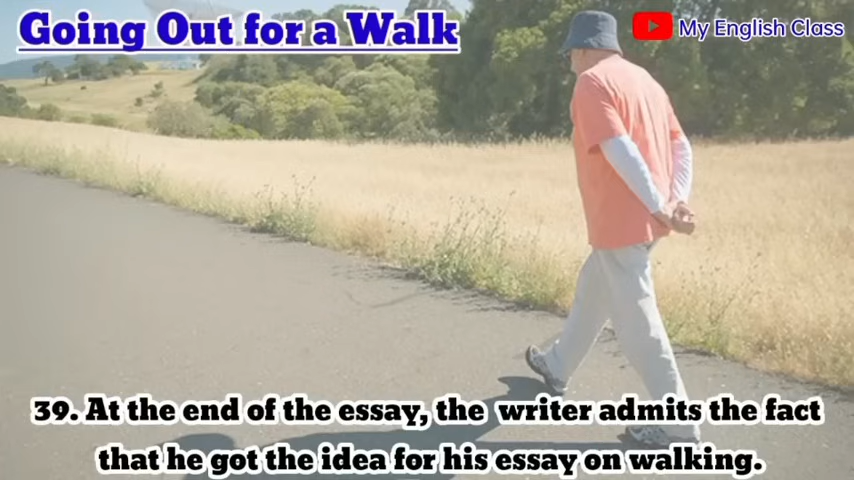 Going Out for a Walk
My English Class
39. At the end of the essay, the writer admits the fact
that he got the idea for his essay on walking.